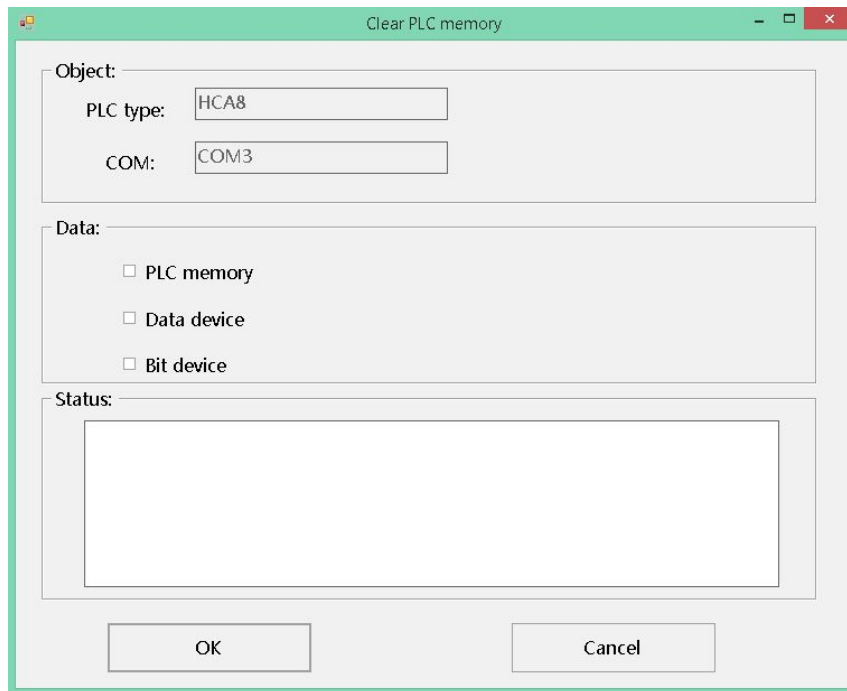 Clear PLC memory
Object:
PLC type: HCA8
COM: COM3
Data:
PLC memory
Data device
Bit device
Status:
OK Cancel